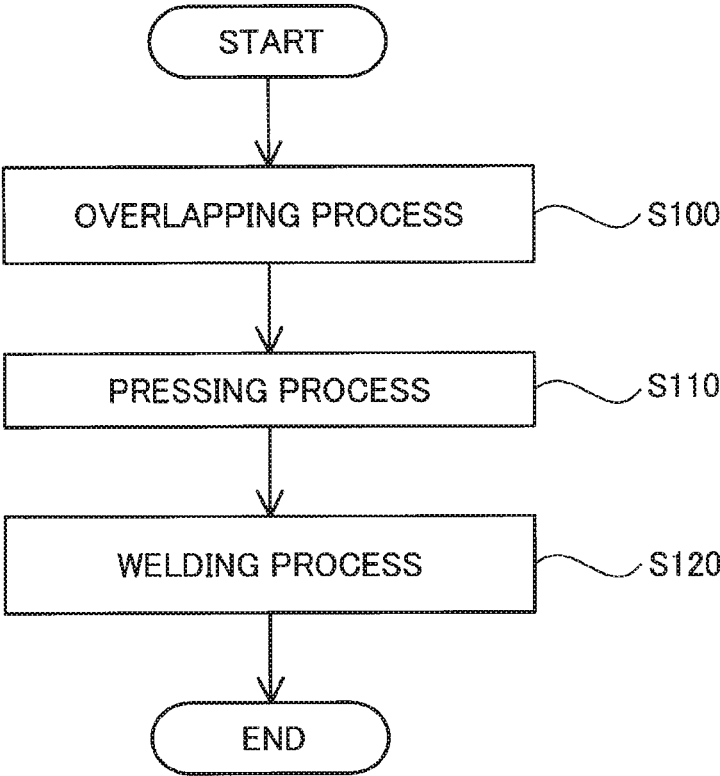 START
OVERLAPPING PROCESS
S100
PRESSING PROCESS
S110
WELDING PROCESS
S120
END